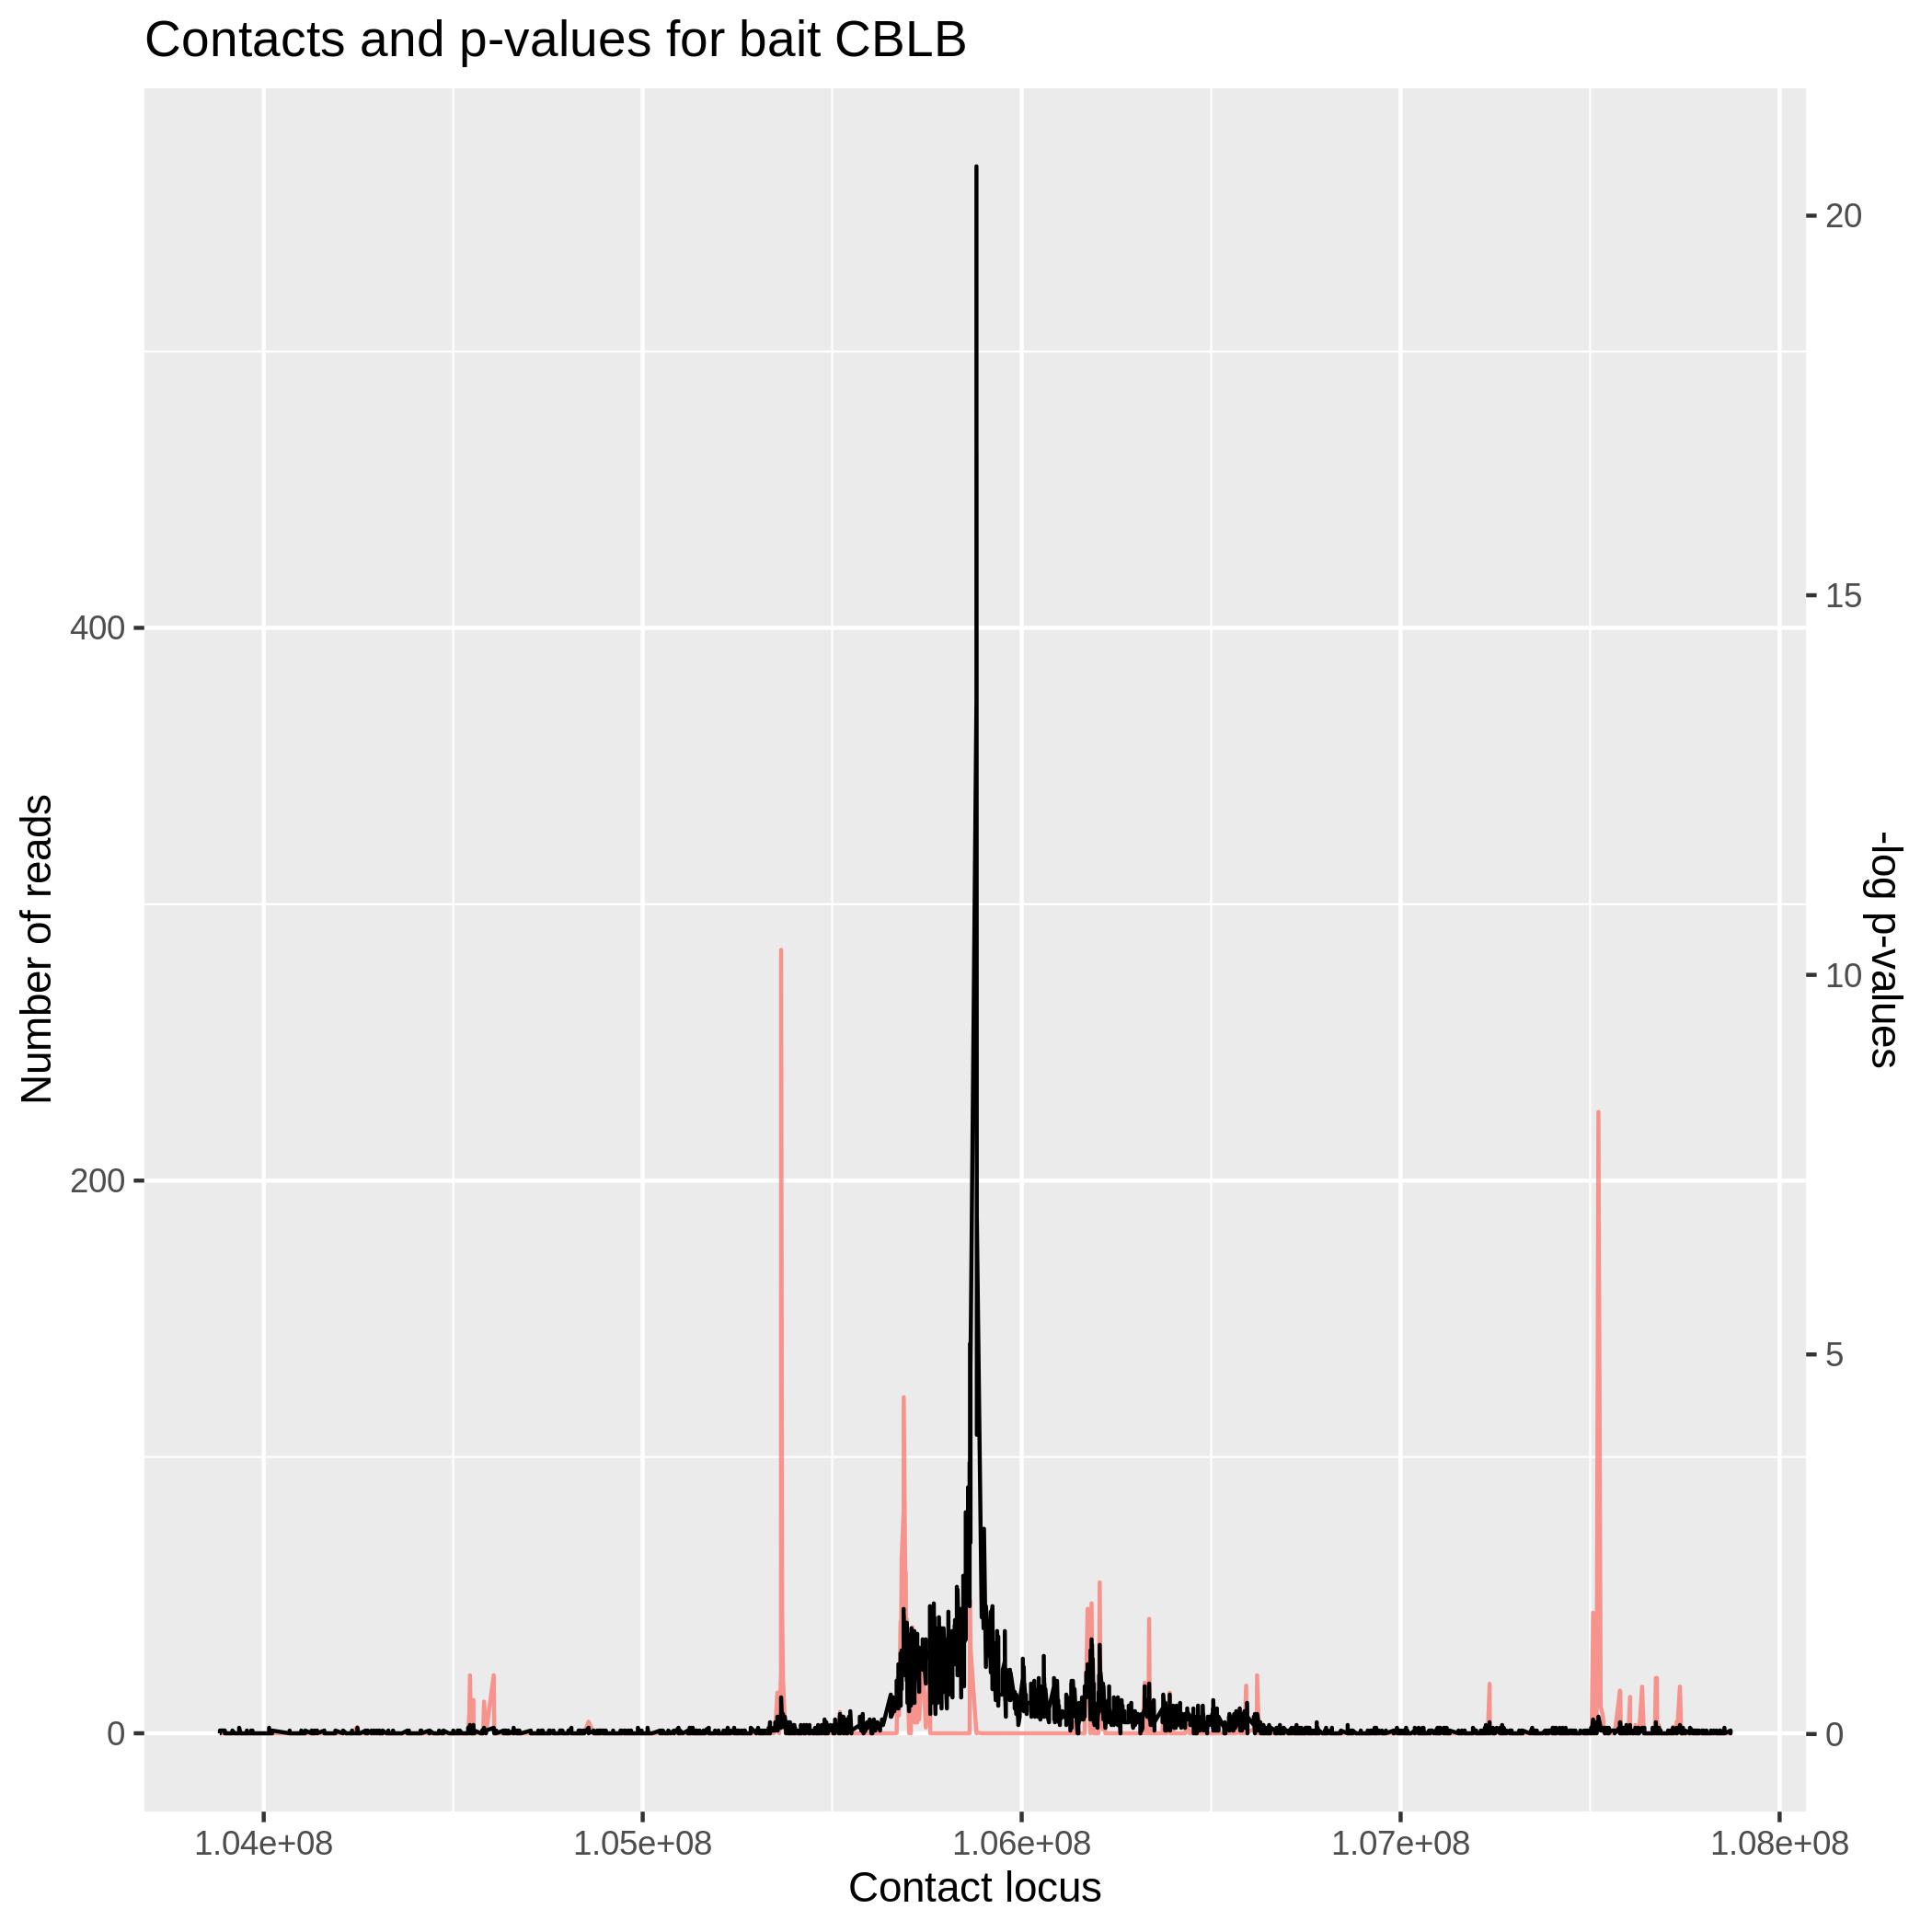 Contacts and p-values for bait CBLB
Number of reads
400
200
0
20
15
10
5
0
-log p-values
1.04e+08 1.05e+08 1.06e+08 1.07e+08 1.08e+08
Contact locus